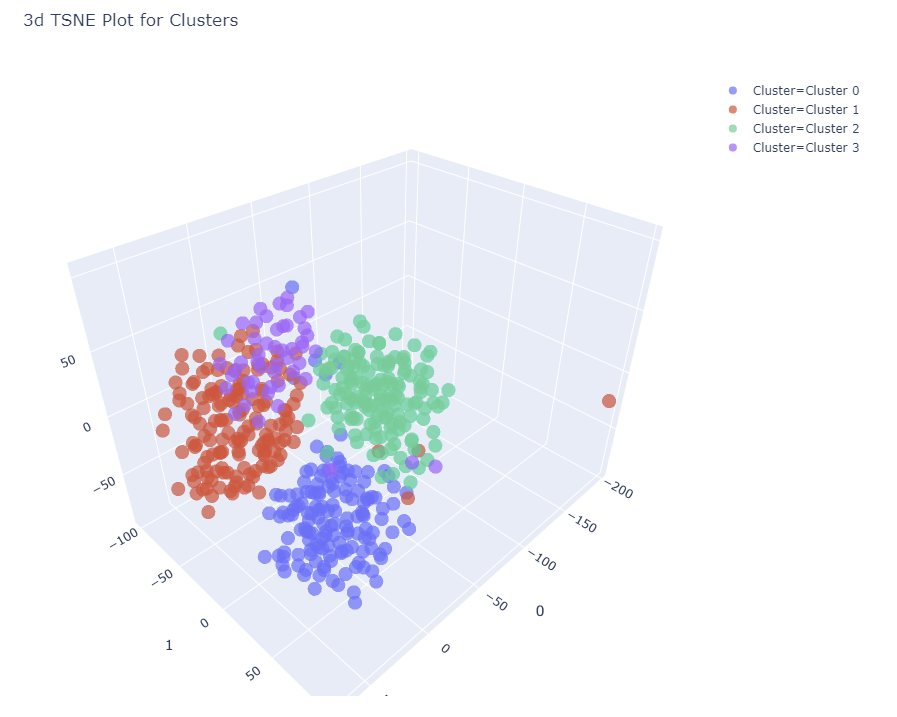 3d TSNE Plot for Clusters
Cluster=Cluster 0
Cluster=Cluster 1
Cluster=Cluster 2
Cluster=Cluster 3
50
0
−50
−100
−50
0
50
1
−200
−150
−100
−50
0
0